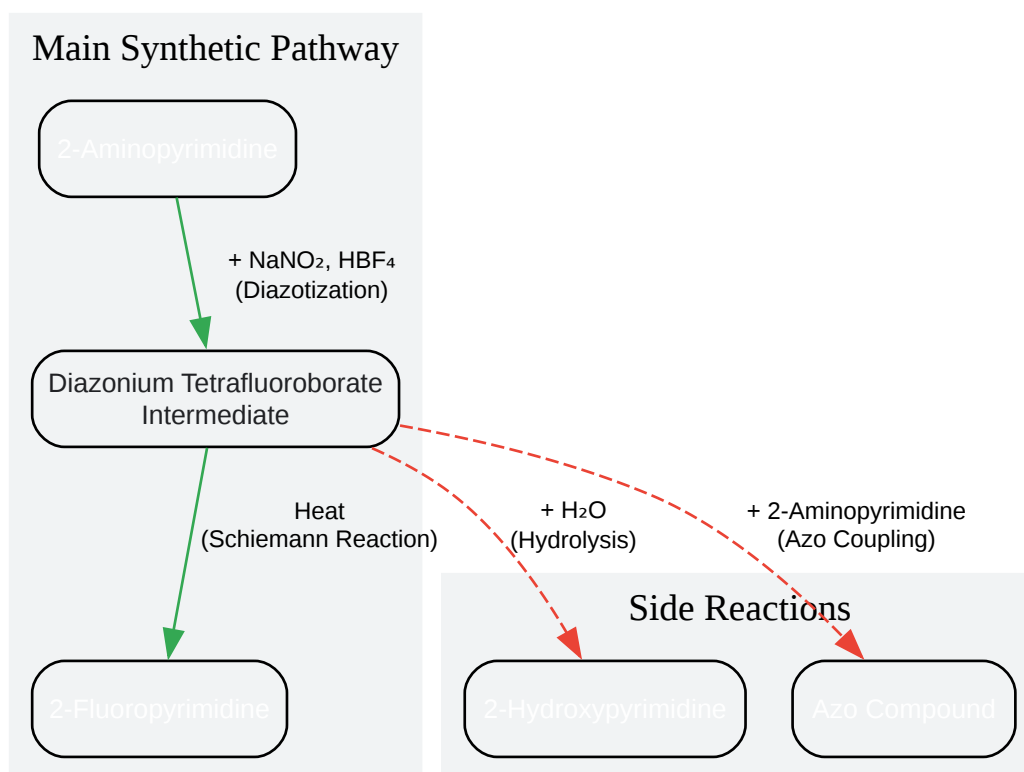 Main Synthetic Pathway
2-Aminopyrimidine
+ NaNO₂, HBF₄
(Diazotization)
Diazonium Tetrafluoroborate
Intermediate
Heat
(Schiemann Reaction)
+ H₂O
(Hydrolysis)
+ 2-Aminopyrimidine
(Azo Coupling)
Side Reactions
2-Fluoropyrimidine
2-Hydroxypyrimidine
Azo Compound